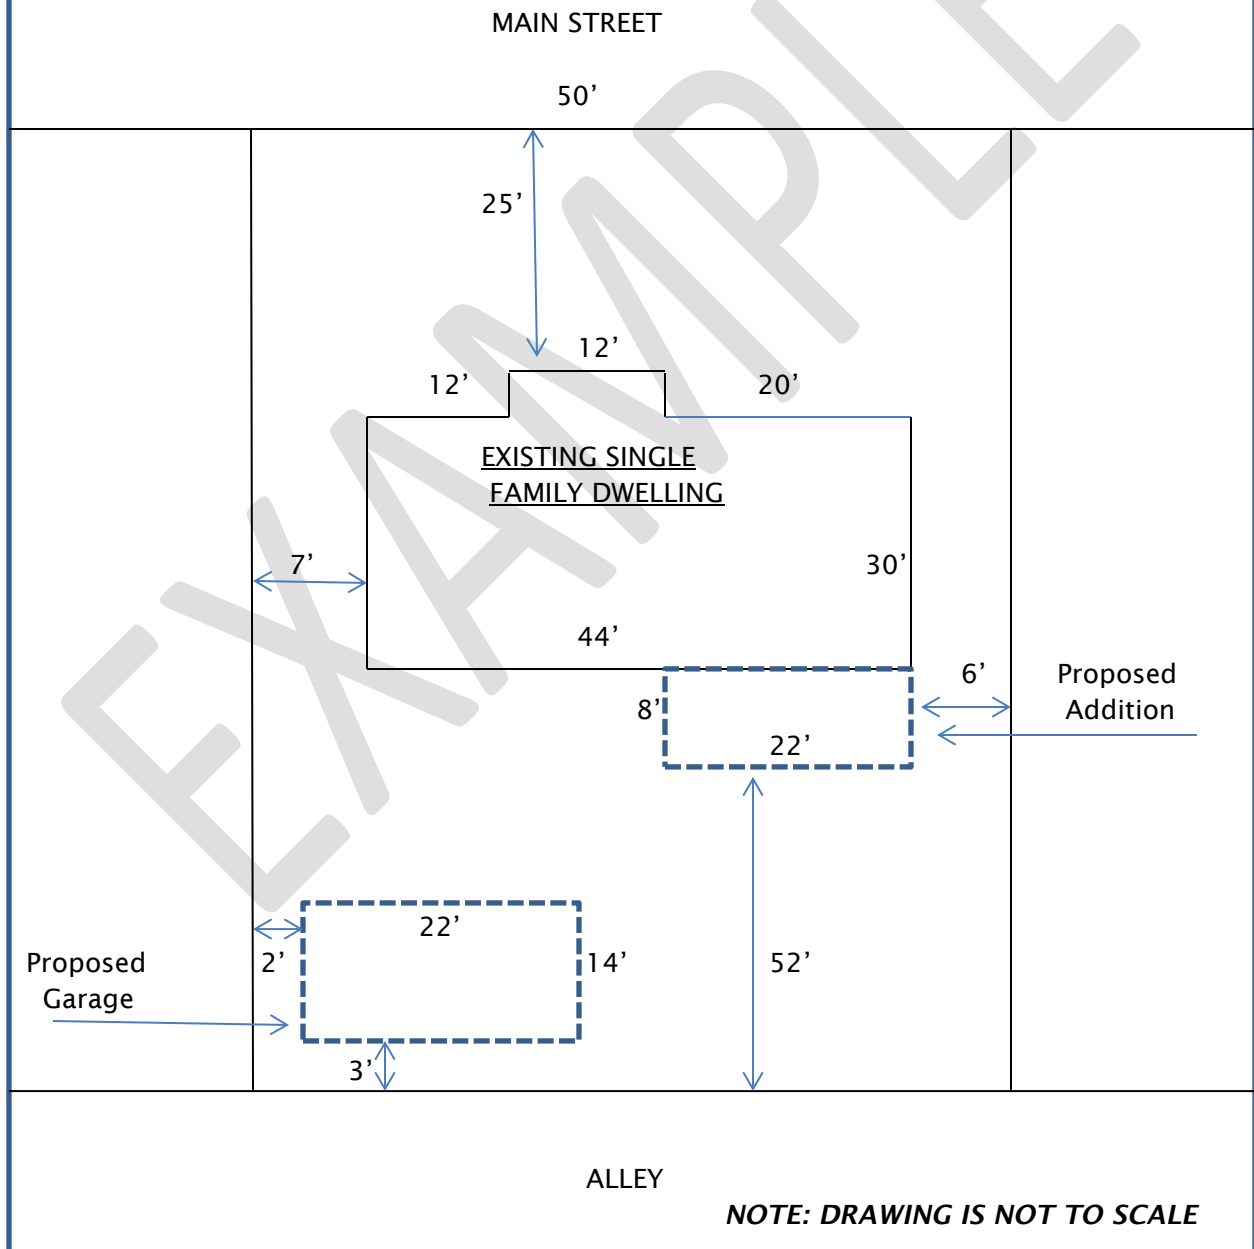 MAIN STREET
50’
25’
12’
12’
20’
EXISTING SINGLE
FAMILY DWELLING
7’
30’
44’
6’
Proposed
Addition
8’
22’
22’
2’
14’
52’
Proposed
Garage
3’
ALLEY
NOTE: DRAWING IS NOT TO SCALE
EXAMPLE